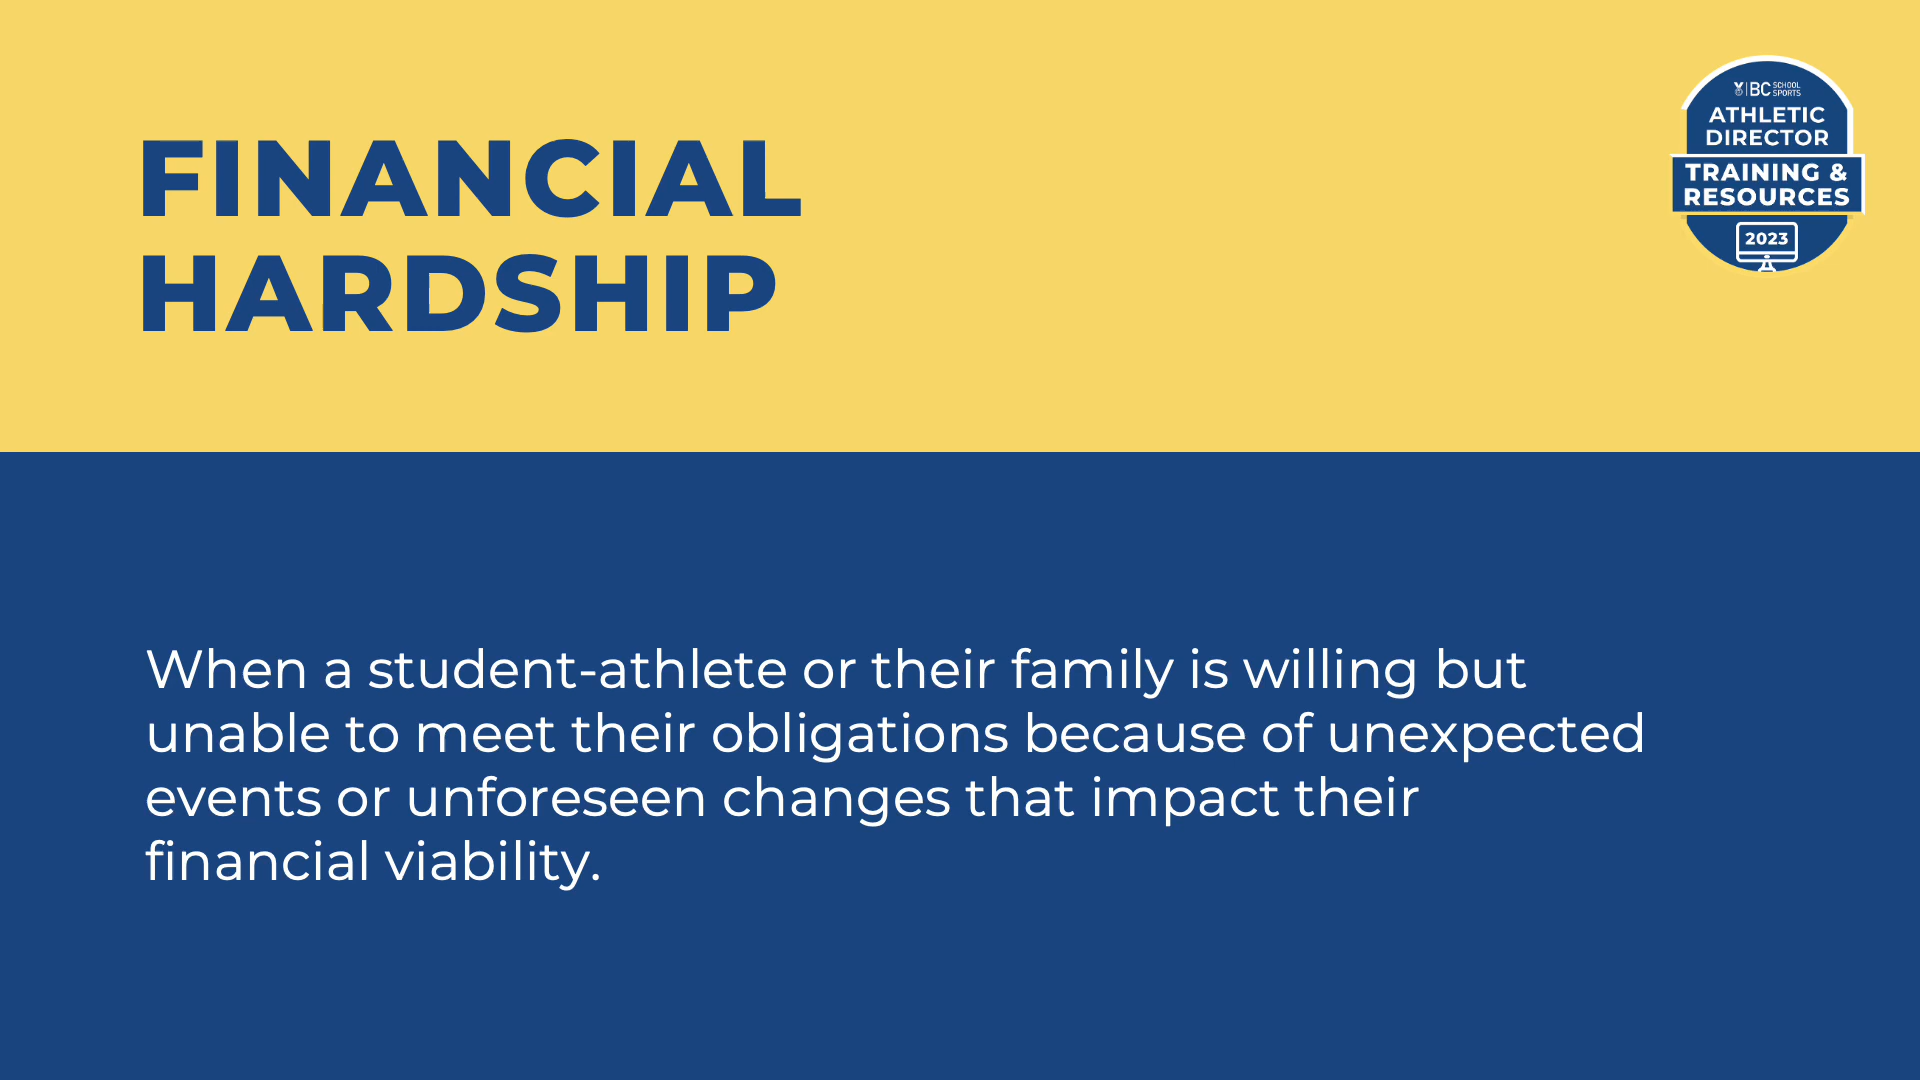 FINANCIAL
HARDSHIP
BC SCHOOL
SPORTS
ATHLETIC
DIRECTOR
TRAINING &
RESOURCES
2023
When a student-athlete or their family is willing but
unable to meet their obligations because of unexpected
events or unforeseen changes that impact their
financial viability.